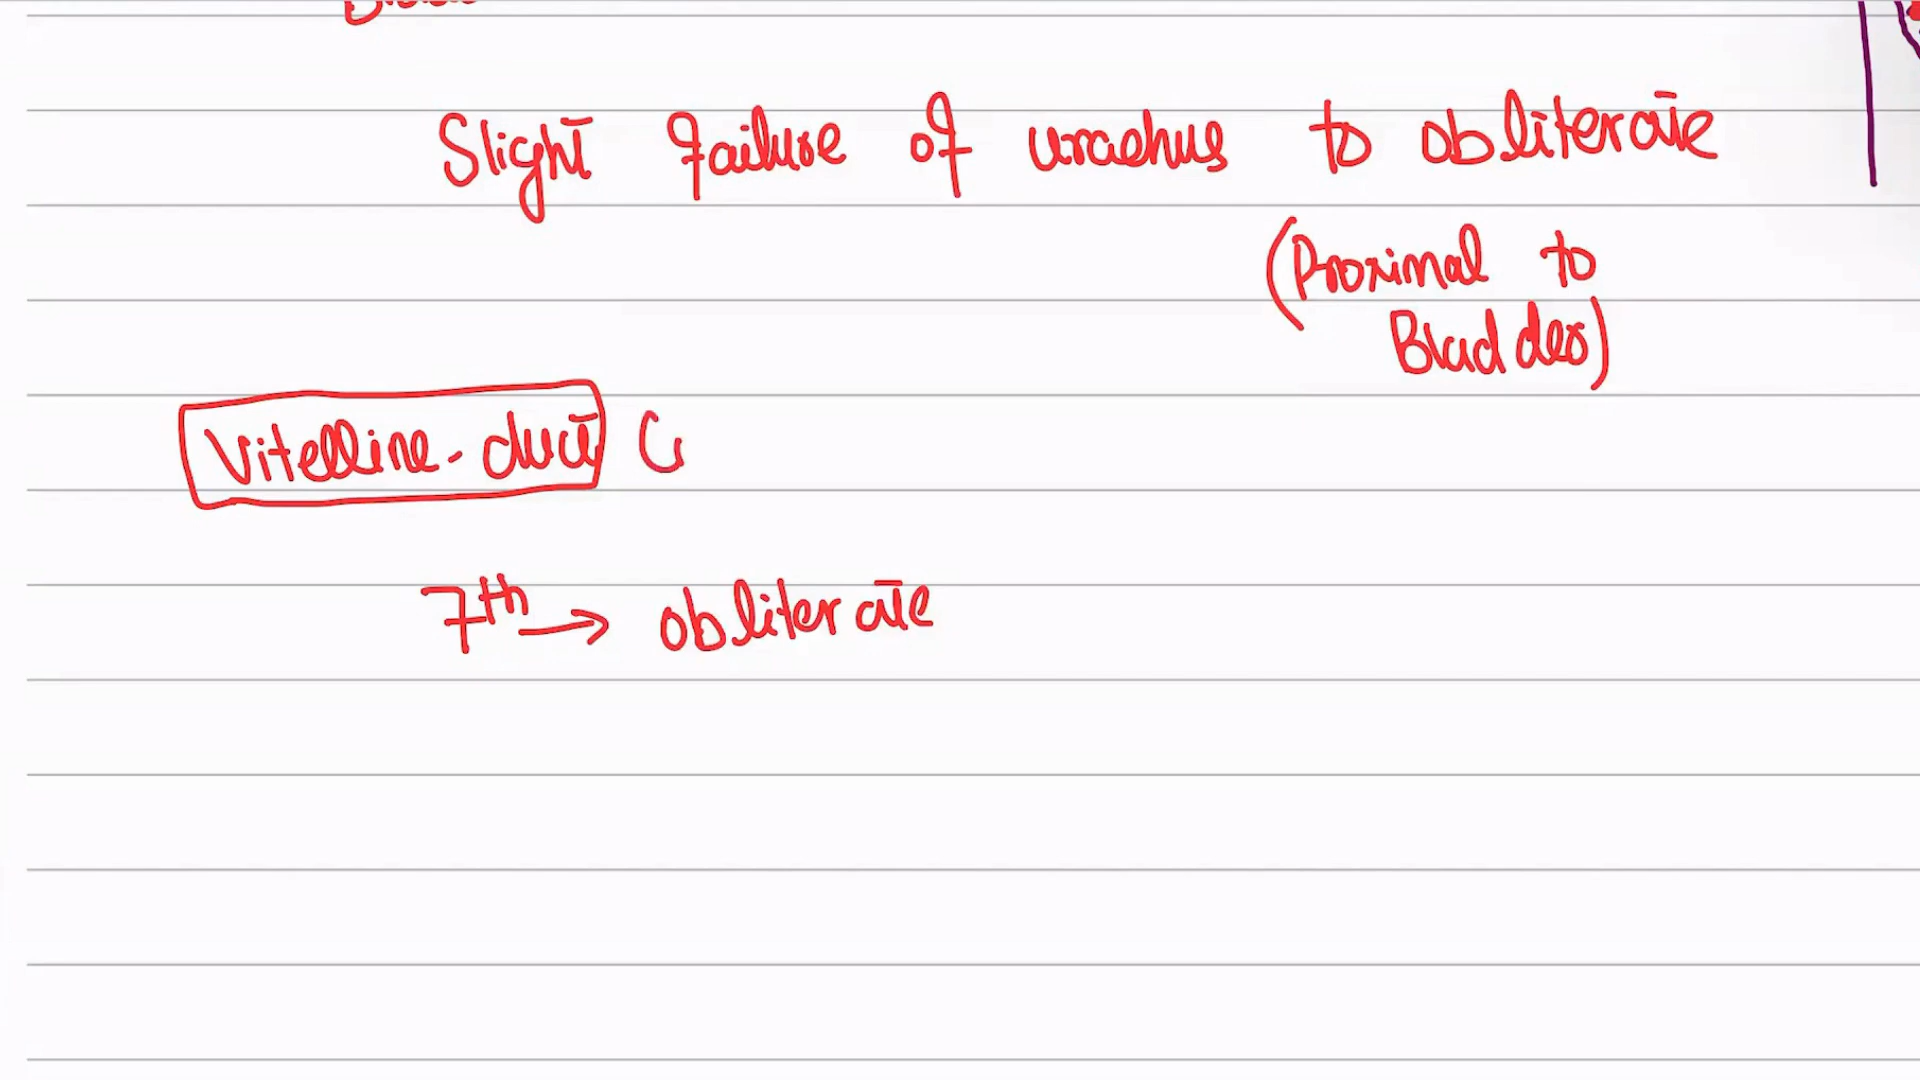 Slight failure of urachus to obliterate
(Proximal to
Bladder)
Vitelline-duct (
7th → obliterate